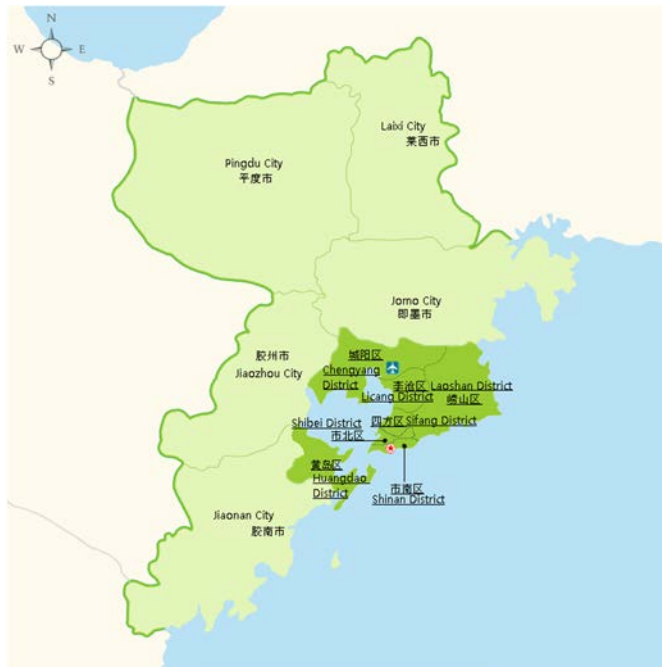 N
W E
S
Laixi City
莱西市
Pingdu City
平度市
Jomo City
即墨市
胶州市
Jiaozhou City
城阳区
Chengyang
District
李沧区 Laoshan District
Licang District 崂山区
Shibei District 四方区 Sifang District
市北区
黄岛区
Huangdao
District
市南区
Shinan District
Jiaonan City
胶南市